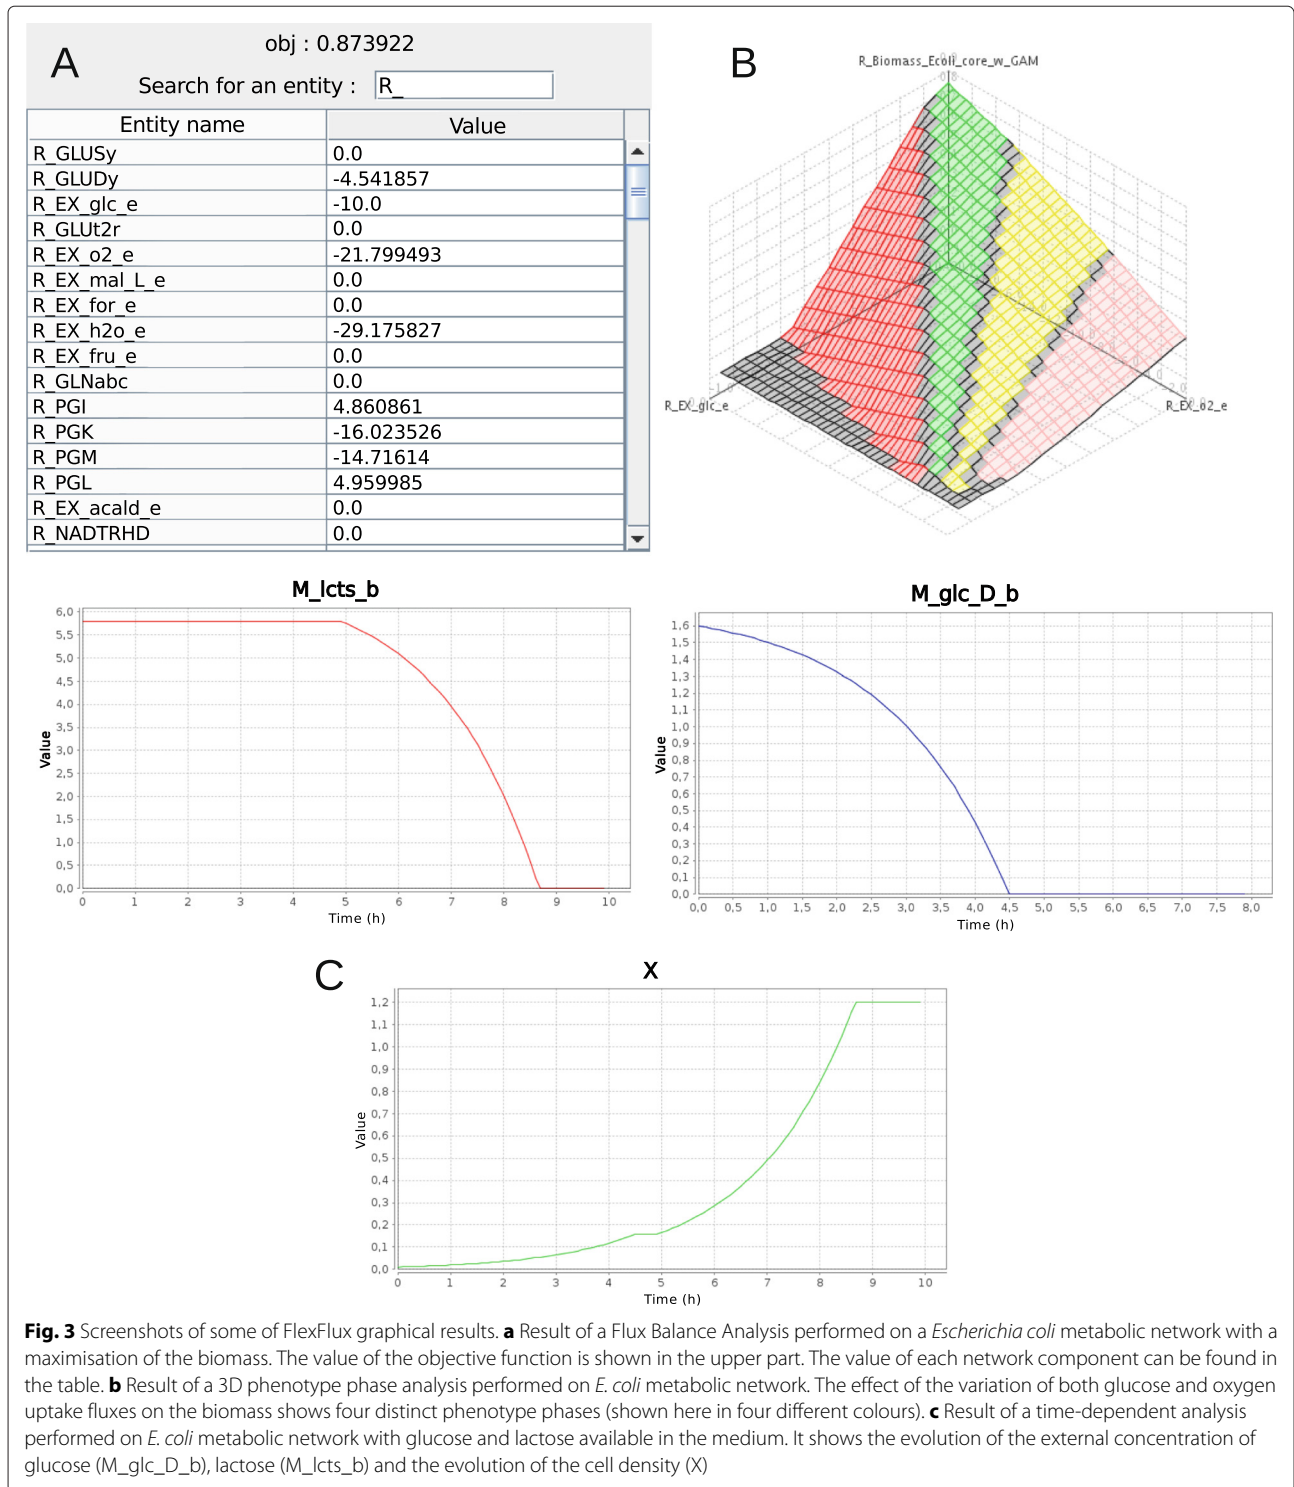 A
obj : 0.873922
Search for an entity : R_
Entity name Value
R_GLUSy 0.0
R_GLUDy -4.541857
R_EX_glc_e -10.0
R_GLUt2r 0.0
R_EX_o2_e -21.799493
R_EX_mal_L_e 0.0
R_EX_for_e 0.0
R_EX_h2o_e -29.175827
R_EX_fru_e 0.0
R_GLNabc 0.0
R_PGI 4.860861
R_PGK -16.023526
R_PGM -14.71614
R_PGL 4.959985
R_EX_acald_e 0.0
R_NADTRHD 0.0
B
R_Biomass_Ecoli_core_w_GAM
R_EX_glc_e
R_EX_o2_e
M_lcts_b
6,0
5,5
5,0
4,5
4,0
3,5
3,0
2,5
2,0
1,5
1,0
0,5
0,0
Value
0 1 2 3 4 5 6 7 8 9 10
Time (h)
M_glc_D_b
1,6
1,5
1,4
1,3
1,2
1,1
1,0
0,9
0,8
0,7
0,6
0,5
0,4
0,3
0,2
0,1
0,0
Value
0,0 0,5 1,0 1,5 2,0 2,5 3,0 3,5 4,0 4,5 5,0 5,5 6,0 6,5 7,0 7,5 8,0
Time (h)
C
X
1,2
1,1
1,0
0,9
0,8
0,7
0,6
0,5
0,4
0,3
0,2
0,1
0,0
Value
0 1 2 3 4 5 6 7 8 9 10
Time (h)
Fig. 3 Screenshots of some of FlexFlux graphical results. a Result of a Flux Balance Analysis performed on a Escherichia coli metabolic network with a
maximisation of the biomass. The value of the objective function is shown in the upper part. The value of each network component can be found in
the table. b Result of a 3D phenotype phase analysis performed on E. coli metabolic network. The effect of the variation of both glucose and oxygen
uptake fluxes on the biomass shows four distinct phenotype phases (shown here in four different colours). c Result of a time-dependent analysis
performed on E. coli metabolic network with glucose and lactose available in the medium. It shows the evolution of the external concentration of
glucose (M_glc_D_b), lactose (M_lcts_b) and the evolution of the cell density (X)